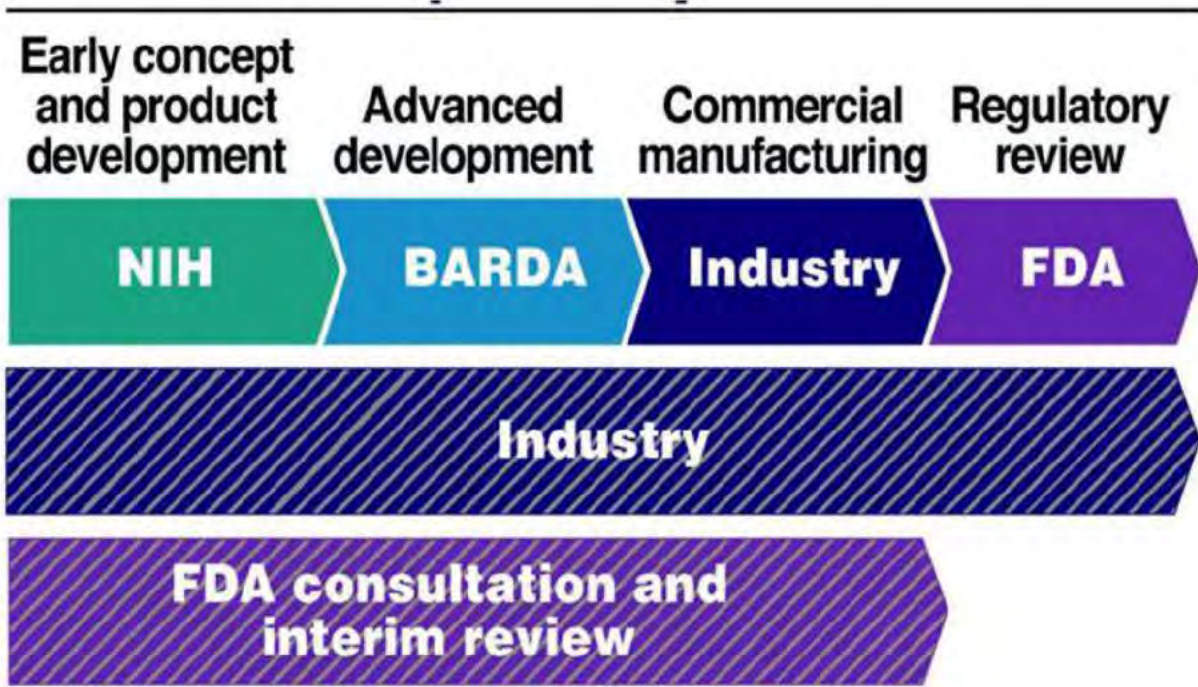 Early concept
and product
development
Advanced
development
Commercial
manufacturing
Regulatory
review
NIH
BARDA
Industry
FDA
Industry
FDA consultation and
interim review